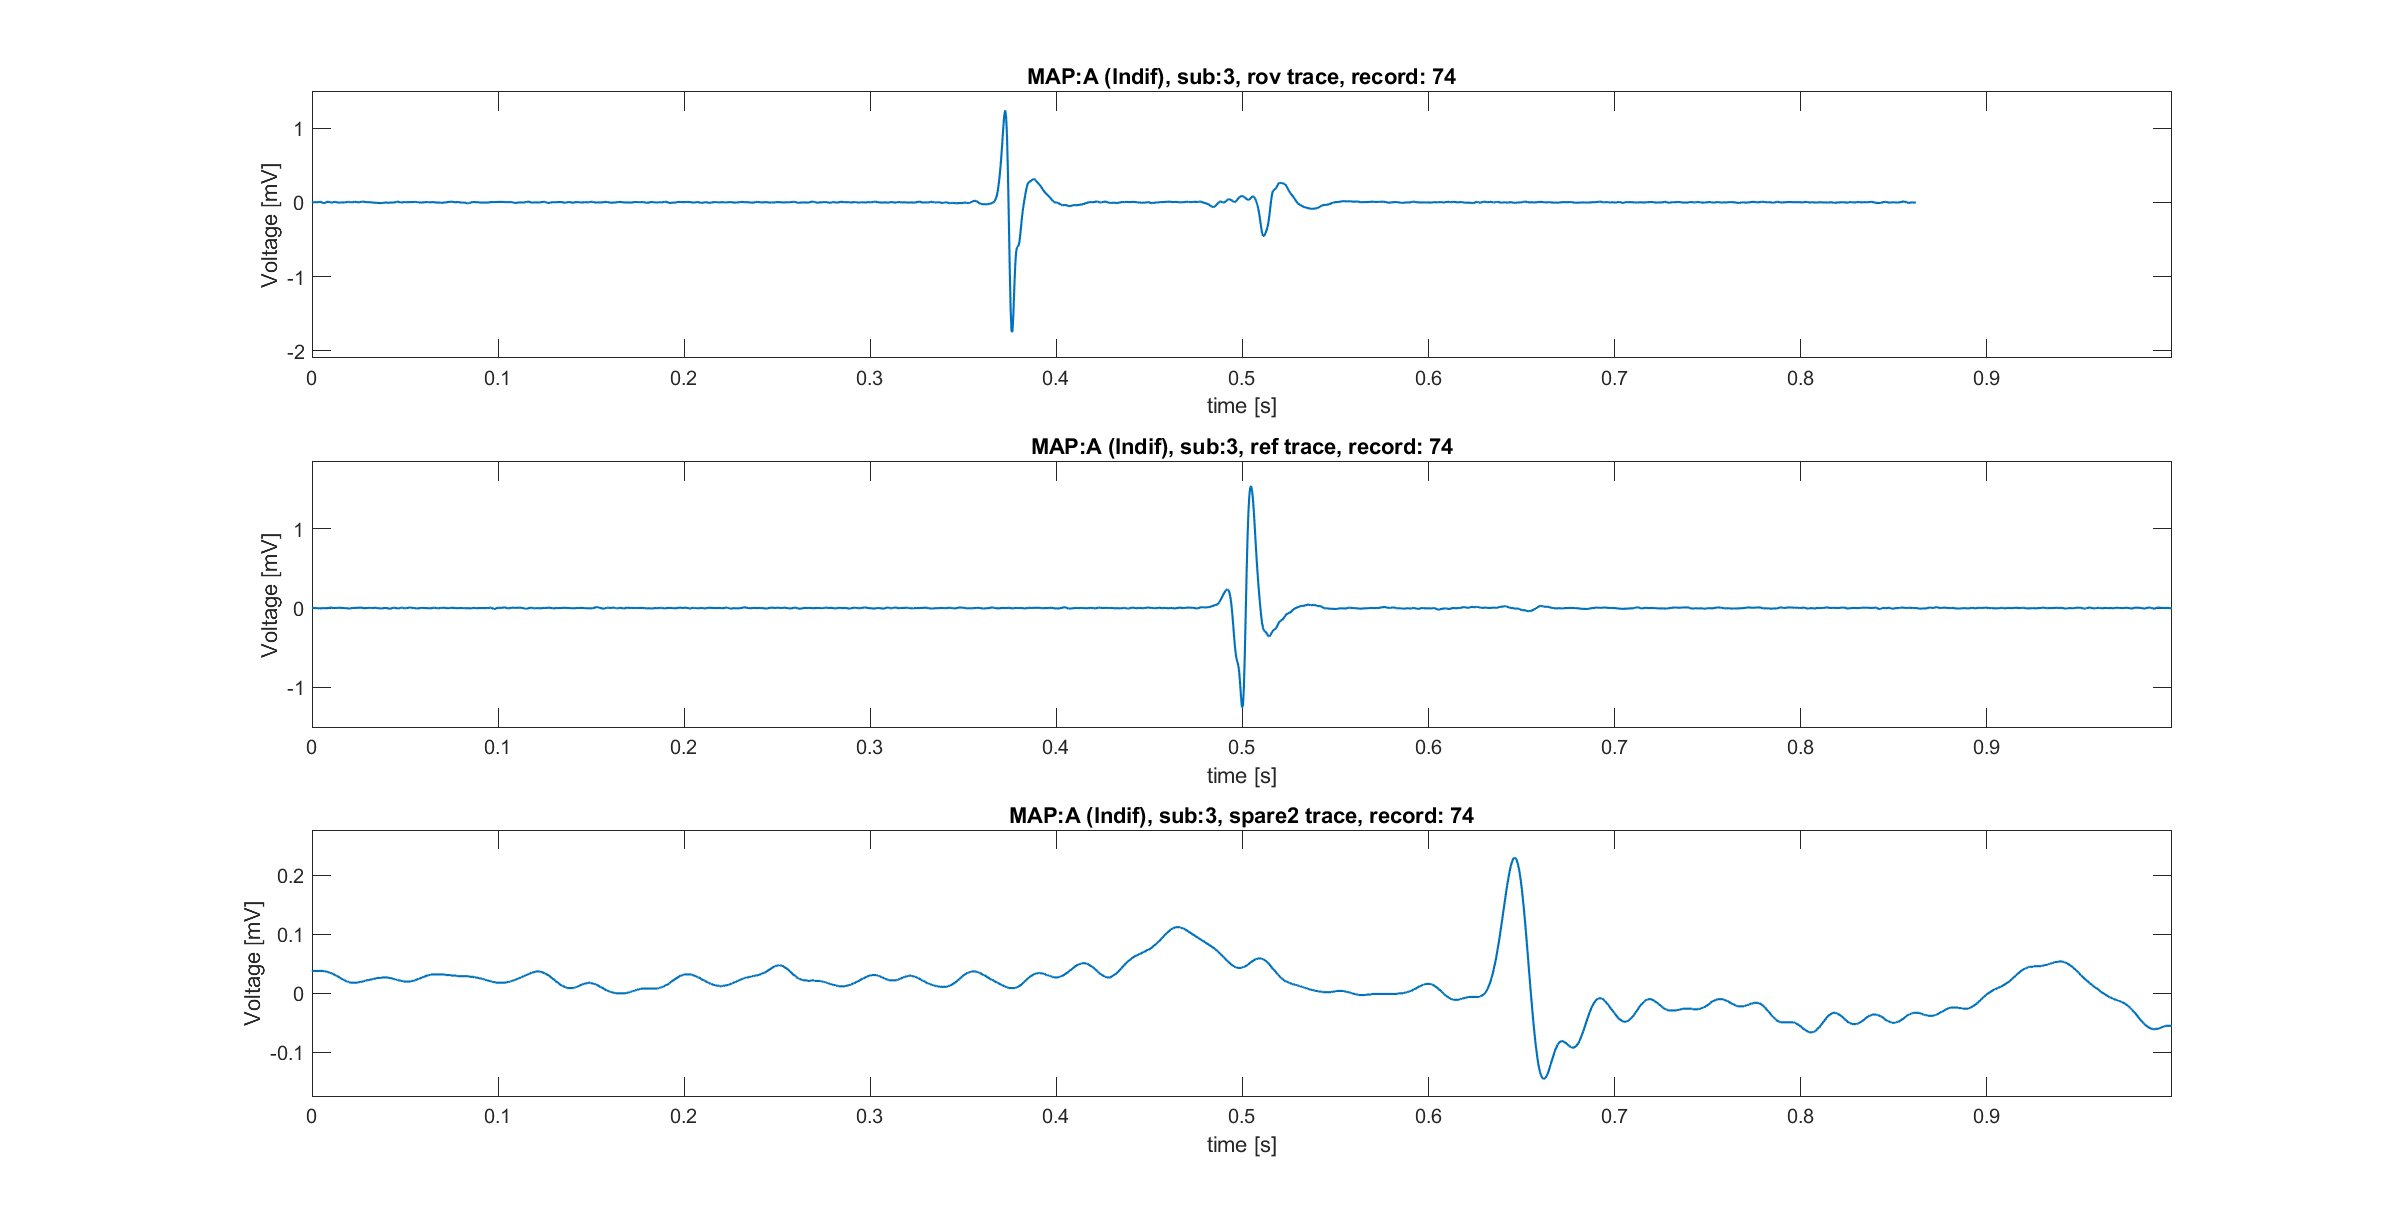 MAP:A (Indif), sub:3, rov trace, record: 74
Voltage [mV]
1
0
-1
-2
0 0.1 0.2 0.3 0.4 0.5 0.6 0.7 0.8 0.9
time [s]
MAP:A (Indif), sub:3, ref trace, record: 74
Voltage [mV]
1
0
-1
0 0.1 0.2 0.3 0.4 0.5 0.6 0.7 0.8 0.9
time [s]
MAP:A (Indif), sub:3, spare2 trace, record: 74
Voltage [mV]
0.2
0.1
0
-0.1
0 0.1 0.2 0.3 0.4 0.5 0.6 0.7 0.8 0.9
time [s]